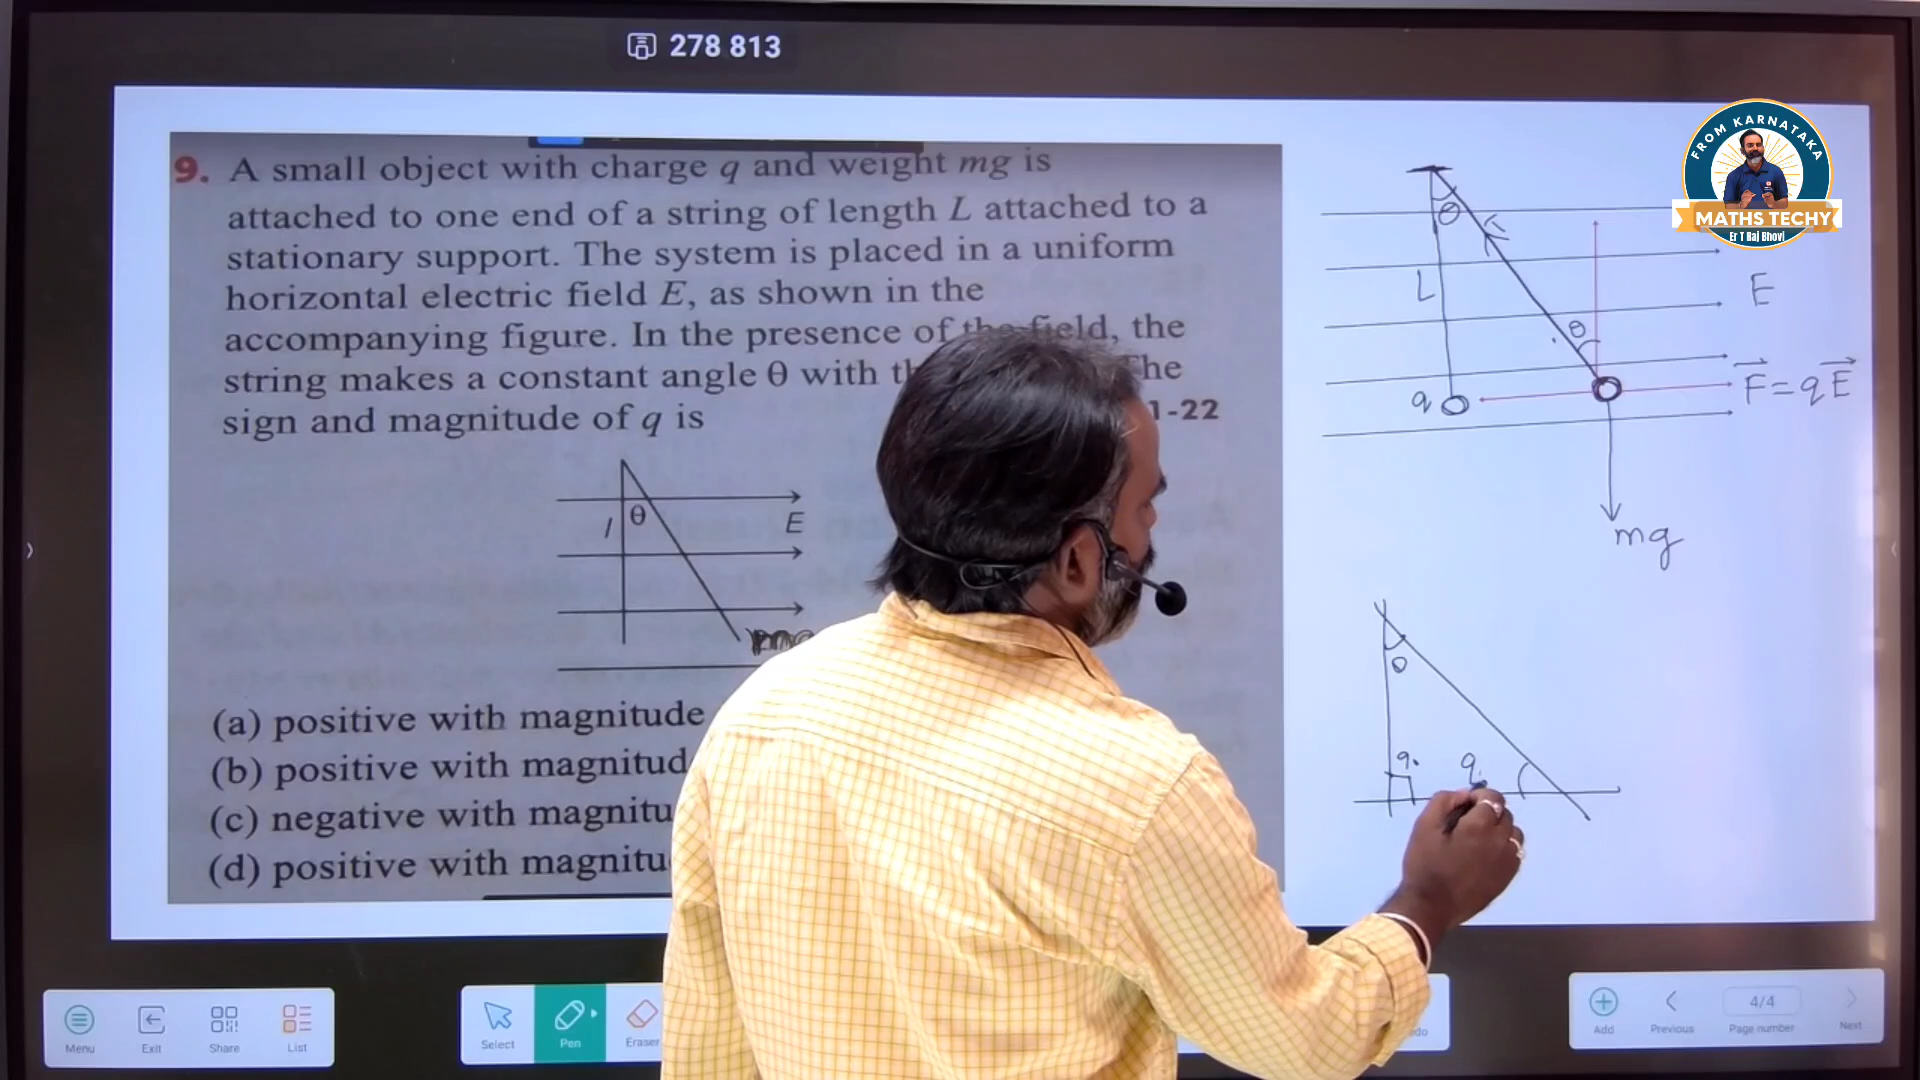 278 813
9. A small object with charge q and weight mg is
attached to one end of a string of length L attached to a
stationary support. The system is placed in a uniform
horizontal electric field E, as shown in the
accompanying figure. In the presence of the field, the
string makes a constant angle θ with
sign and magnitude of q is
1-22
l θ E
(a) positive with magnitude
(b) positive with
(c) negative with
(d) positive with
FROM KARNATAKA
MATHS TECHY
Er T Raj Bhovi
θ
L
E
θ
q
F = qE
mg
θ
Menu
Exit
Share
List
Select
Pen
Eraser
Add
Previous
4/4
Page number
Next